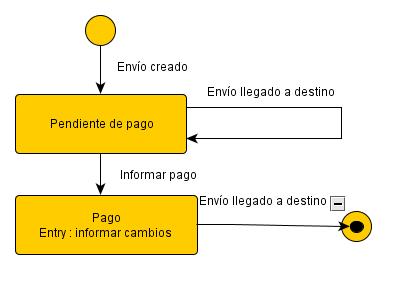 Envío creado
Envío llegado a destino
Pendiente de pago
Informar pago
Envío llegado a destino
Pago
Entry : informar cambios